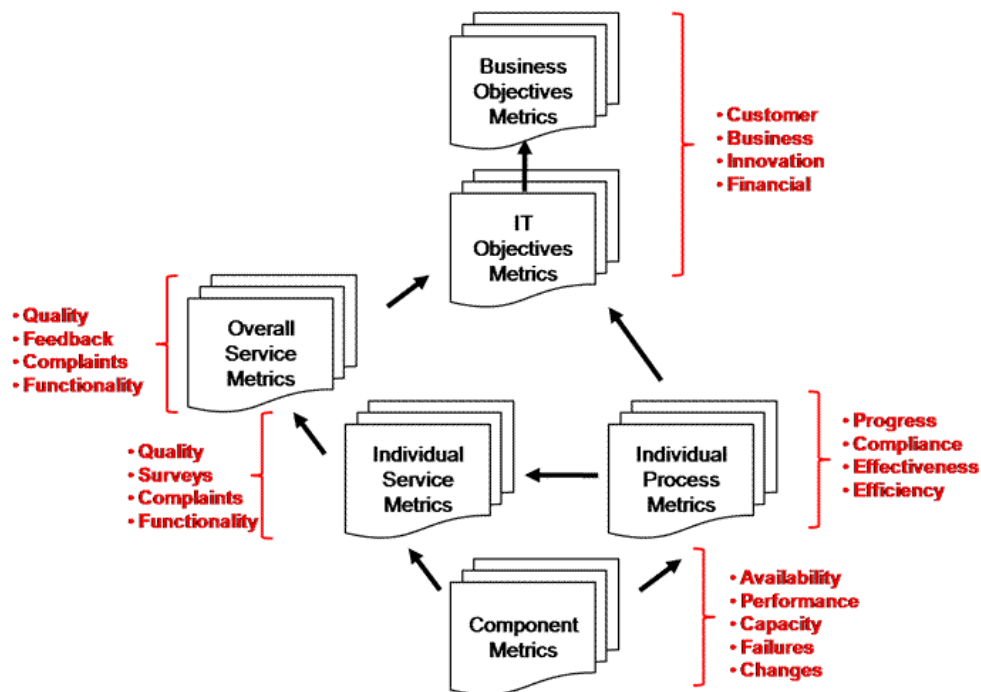 Business
Objectives
Metrics
• Customer
• Business
• Innovation
• Financial
IT
Objectives
Metrics
• Quality
• Feedback
• Complaints
• Functionality
Overall
Service
Metrics
• Quality
• Surveys
• Complaints
• Functionality
Individual
Service
Metrics
Individual
Process
Metrics
• Progress
• Compliance
• Effectiveness
• Efficiency
Component
Metrics
• Availability
• Performance
• Capacity
• Failures
• Changes